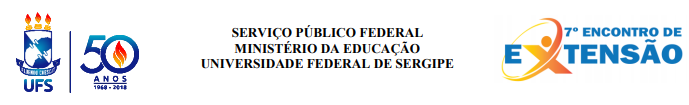 UFS
50
ANOS
1968 - 2018
SERVIÇO PÚBLICO FEDERAL
MINISTÉRIO DA EDUCAÇÃO
UNIVERSIDADE FEDERAL DE SERGIPE
7º ENCONTRO DE
EXTENSÃO